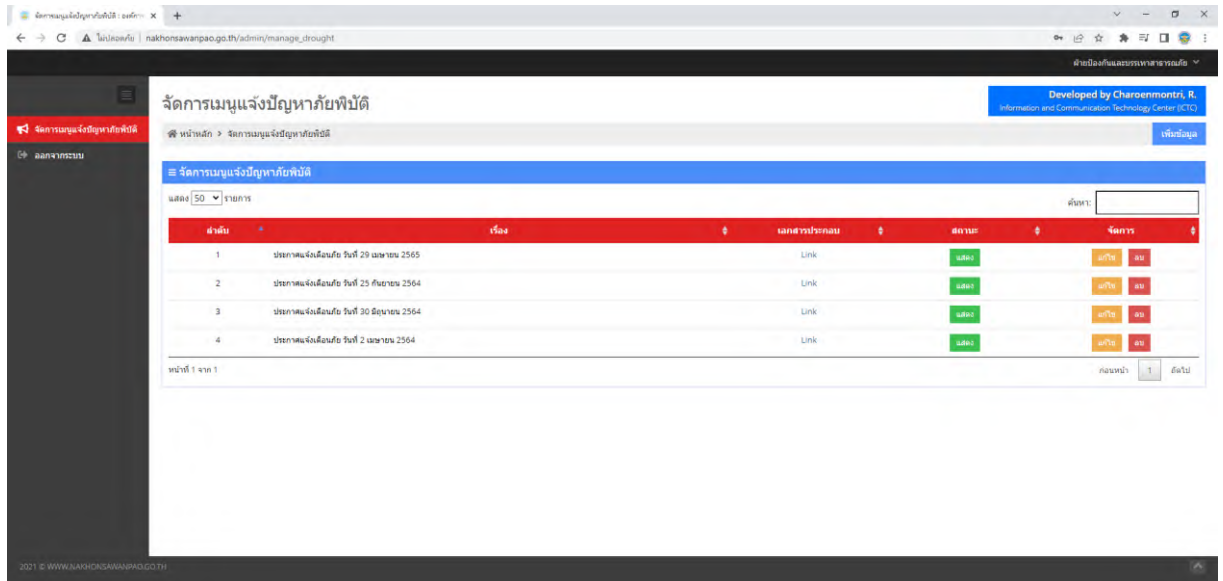 จัดการเมนูแจ้งปัญหาภัยพิบัติ : องค์การ
ไม่ปลอดภัย | nakhonsawanpao.go.th/admin/manage_drought
ฝ่ายป้องกันและบรรเทาสาธารณภัย
จัดการเมนูแจ้งปัญหาภัยพิบัติ
Developed by Charoenmontri, R.
Information and Communication Technology Center (ICTC)
จัดการเมนูแจ้งปัญหาภัยพิบัติ
หน้าหลัก > จัดการเมนูแจ้งปัญหาภัยพิบัติ
เพิ่มข้อมูล
ออกจากระบบ
จัดการเมนูแจ้งปัญหาภัยพิบัติ
แสดง 50 รายการ
ค้นหา:
ลำดับ เรื่อง เอกสารประกอบ สถานะ จัดการ
1 ประกาศแจ้งเตือนภัย วันที่ 29 เมษายน 2565 Link แสดง แก้ไข ลบ
2 ประกาศแจ้งเตือนภัย วันที่ 25 กันยายน 2564 Link แสดง แก้ไข ลบ
3 ประกาศแจ้งเตือนภัย วันที่ 30 มิถุนายน 2564 Link แสดง แก้ไข ลบ
4 ประกาศแจ้งเตือนภัย วันที่ 2 เมษายน 2564 Link แสดง แก้ไข ลบ
หน้าที่ 1 จาก 1
ก่อนหน้า 1 ถัดไป
2021 © WWW.NAKHONSAWANPAO.GO.TH